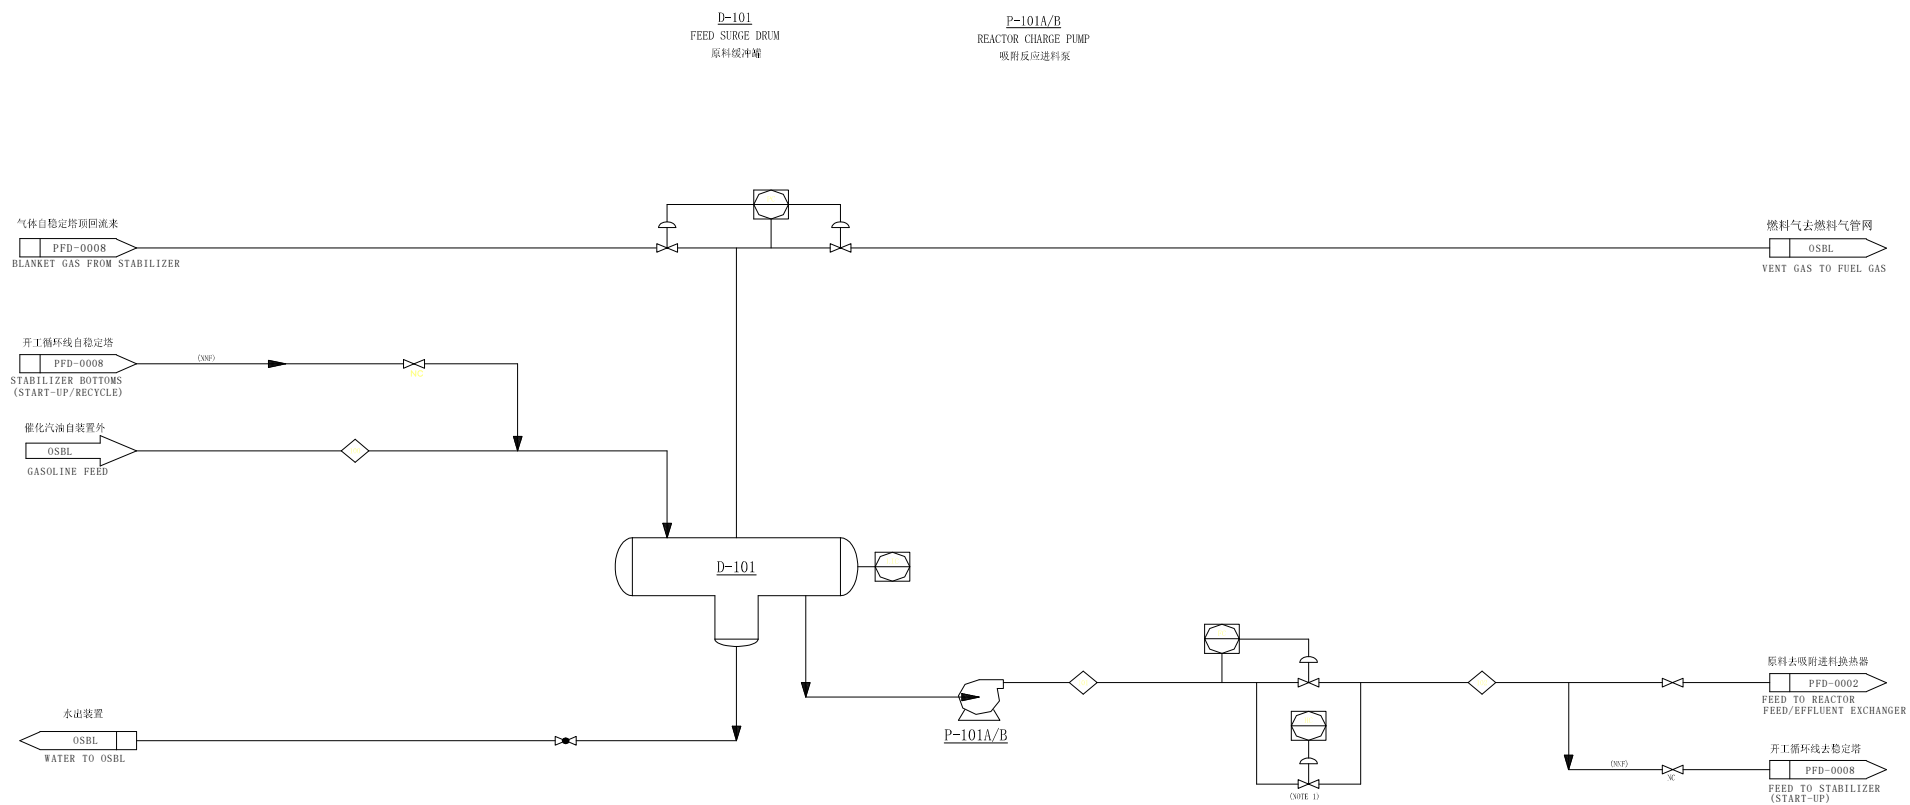 D-101
FEED SURGE DRUM
原料缓冲罐
P-101A/B
REACTOR CHARGE PUMP
吸附反应进料泵
气体自稳定塔顶回流来
PFD-0008
BLANKET GAS FROM STABILIZER
燃料气去燃料气管网
OSBL
VENT GAS TO FUEL GAS
开工循环线自稳定塔
PFD-0008
(NNF)
STABILIZER BOTTOMS
(START-UP/RECYCLE)
催化汽油自装置外
OSBL
GASOLINE FEED
D-101
原料去吸附进料换热器
PFD-0002
FEED TO REACTOR
FEED/EFFLUENT EXCHANGER
水出装置
OSBL
WATER TO OSBL
P-101A/B
开工循环线去稳定塔
(NNF)
PFD-0008
NC
FEED TO STABILIZER
(START-UP)
(NOTE 1)